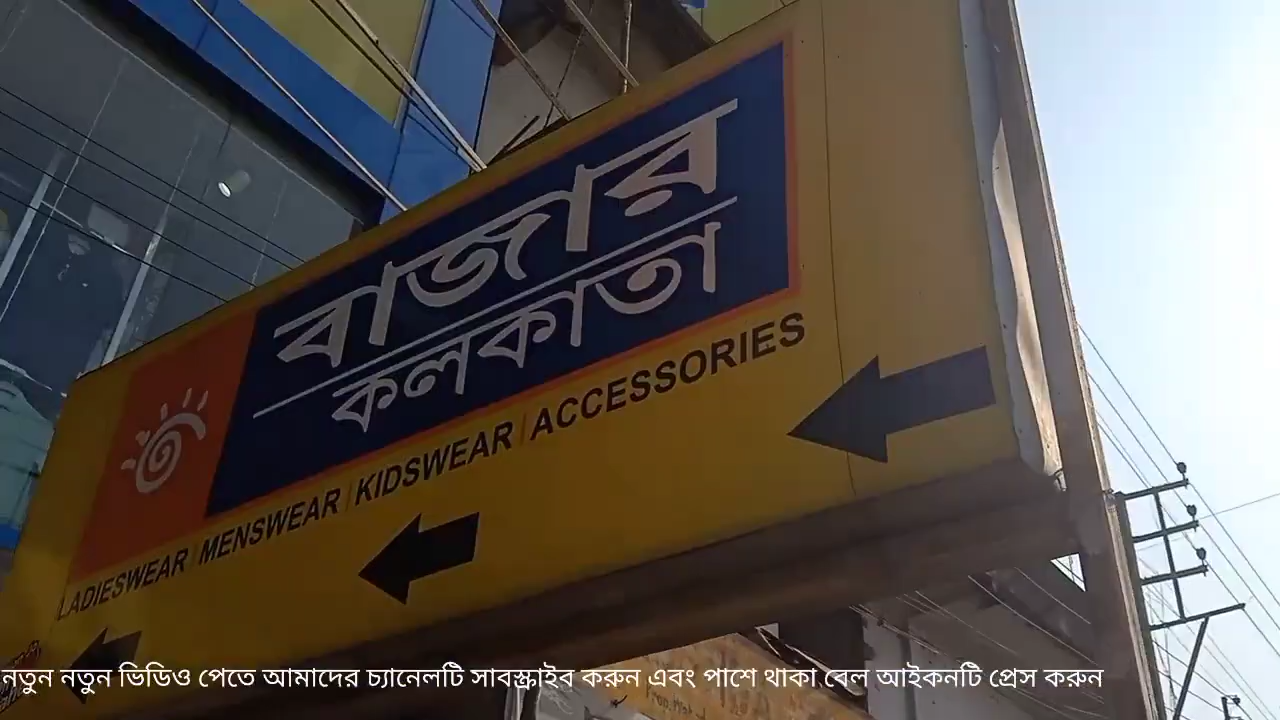 বাজার
কলকাতা
LADIESWEAR | MENSWEAR | KIDSWEAR | ACCESSORIES
নতুন নতুন ভিডিও পেতে আমাদের চ্যানেলটি সাবস্ক্রাইব করুন এবং পাশে থাকা বেল আইকনটি প্রেস করুন